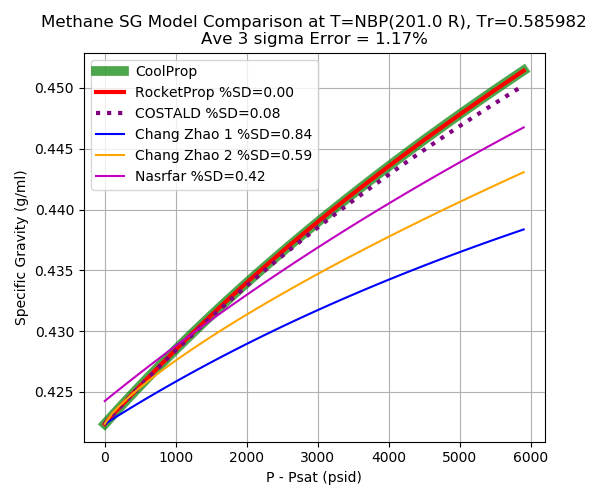 Methane SG Model Comparison at T=NBP(201.0 R), Tr=0.585982
Ave 3 sigma Error = 1.17%
CoolProp
RocketProp %SD=0.00
COSTALD %SD=0.08
Chang Zhao 1 %SD=0.84
Chang Zhao 2 %SD=0.59
Nasrfar %SD=0.42
0.450
0.445
0.440
0.435
0.430
0.425
Specific Gravity (g/ml)
0 1000 2000 3000 4000 5000 6000
P - Psat (psid)